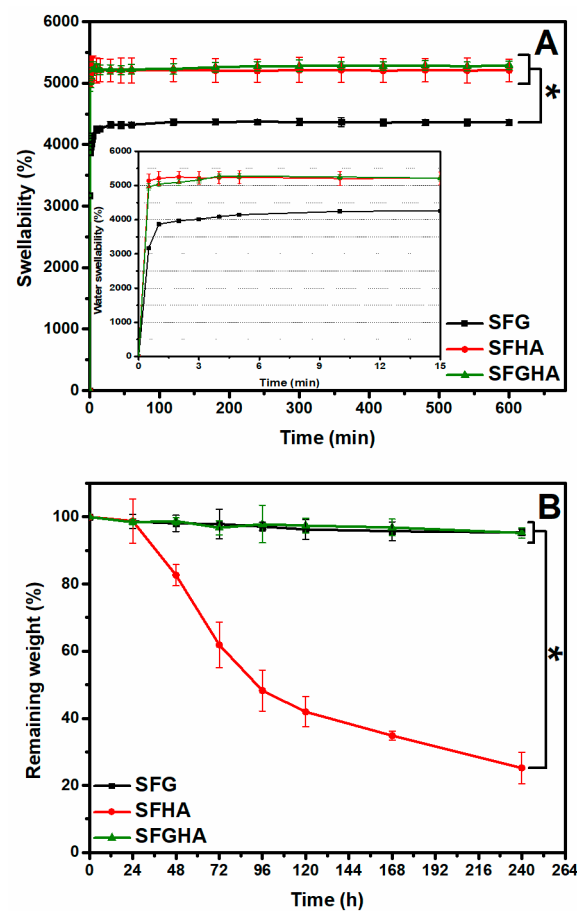 A
6000
5000
4000
3000
2000
1000
0
Swellability (%)
*
6000
5000
4000
3000
2000
1000
0
Water swellability (%)
0 3 6 9 12 15
Time (min)
SFG
SFHA
SFGHA
0 100 200 300 400 500 600
Time (min)
B
100
80
60
40
20
0
Remaining weight (%)
*
SFG
SFHA
SFGHA
0 24 48 72 96 120 144 168 192 216 240 264
Time (h)